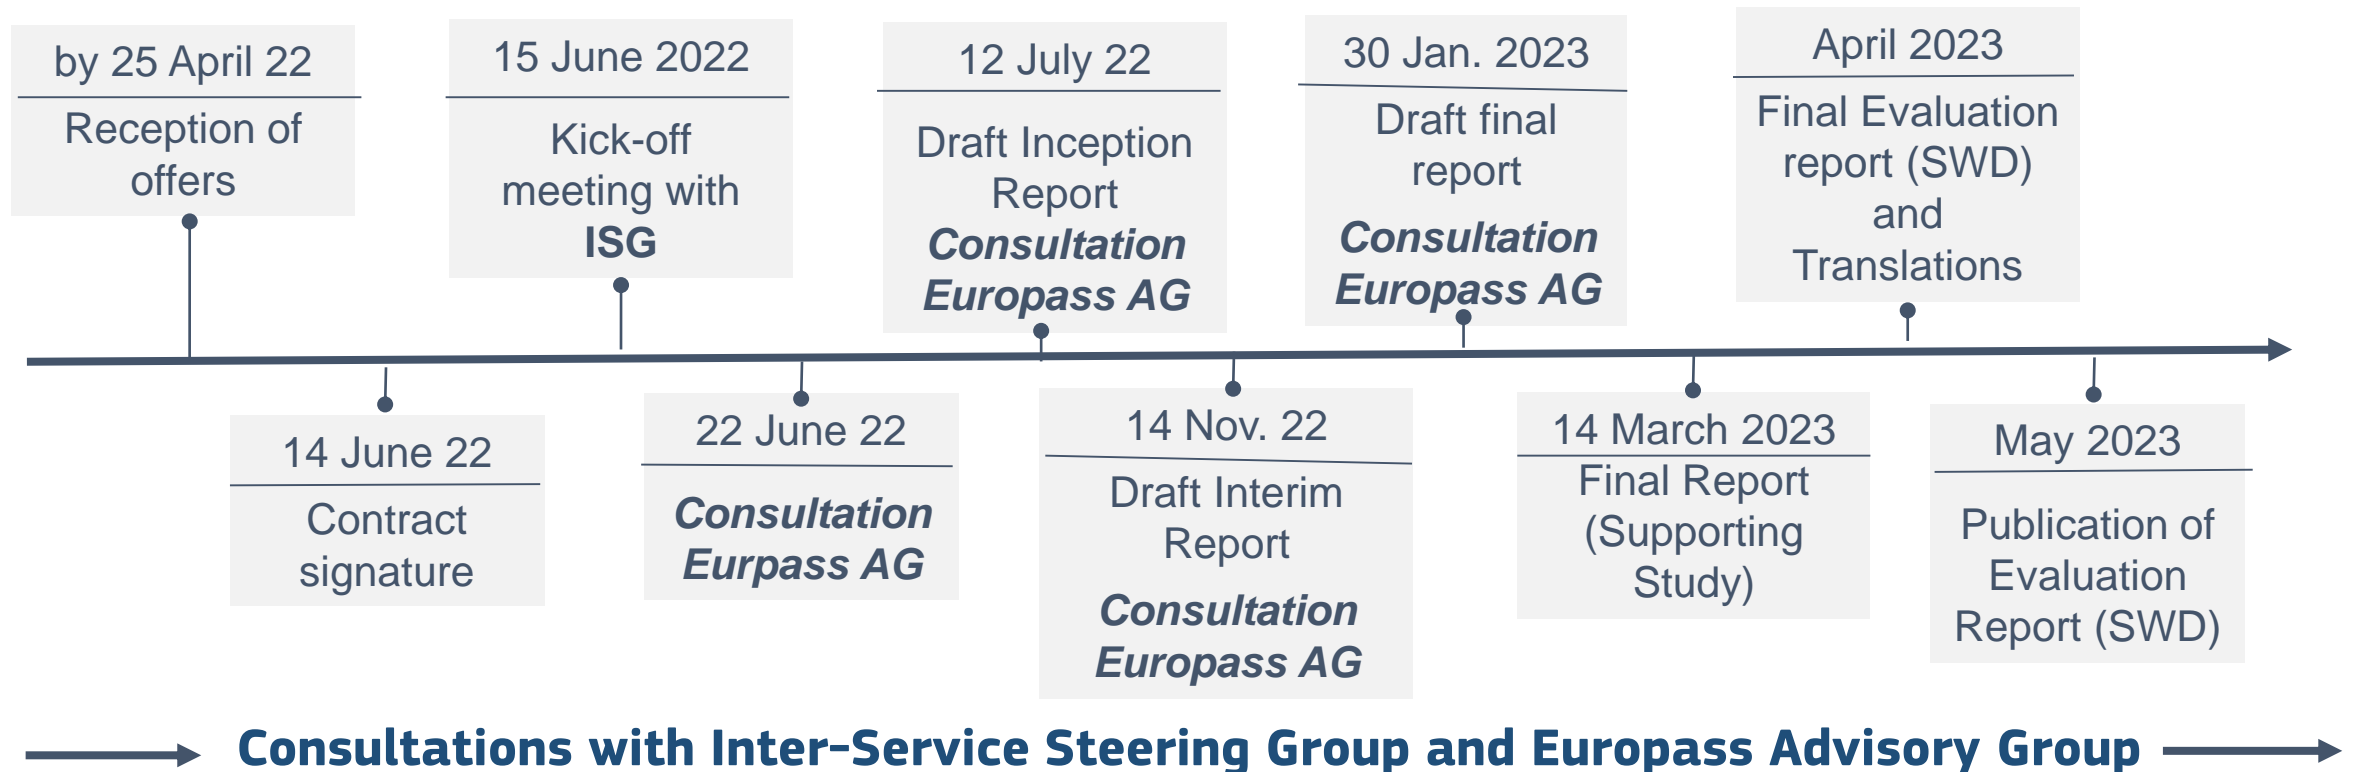 by 25 April 22
Reception of
offers
14 June 22
Contract
signature
15 June 2022
Kick-off
meeting with
ISG
22 June 22
Consultation
Eurpass AG
12 July 22
Draft Inception
Report
Consultation
Europass AG
14 Nov. 22
Draft Interim
Report
Consultation
Europass AG
30 Jan. 2023
Draft final
report
Consultation
Europass AG
14 March 2023
Final Report
(Supporting
Study)
April 2023
Final Evaluation
report (SWD)
and
Translations
May 2023
Publication of
Evaluation
Report (SWD)
Consultations with Inter-Service Steering Group and Europass Advisory Group